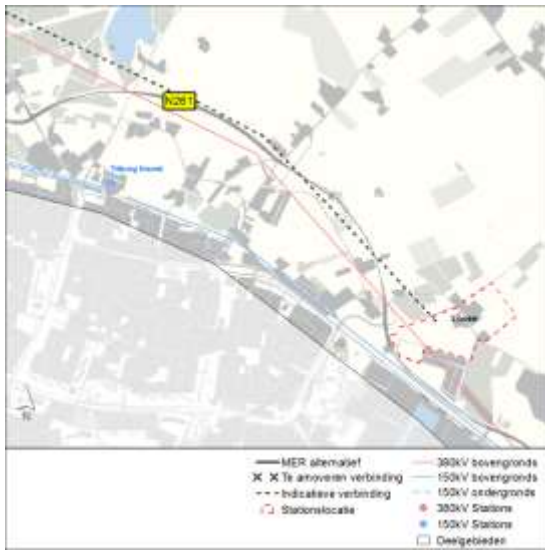 N261
Tilburg Noord
N
MER alternatief
Te amoveren verbinding
Indicatieve verbinding
Stationslocatie
380kV bovengronds
150kV bovengronds
150kV ondergronds
380kV Stations
150kV Stations
Deelgebieden